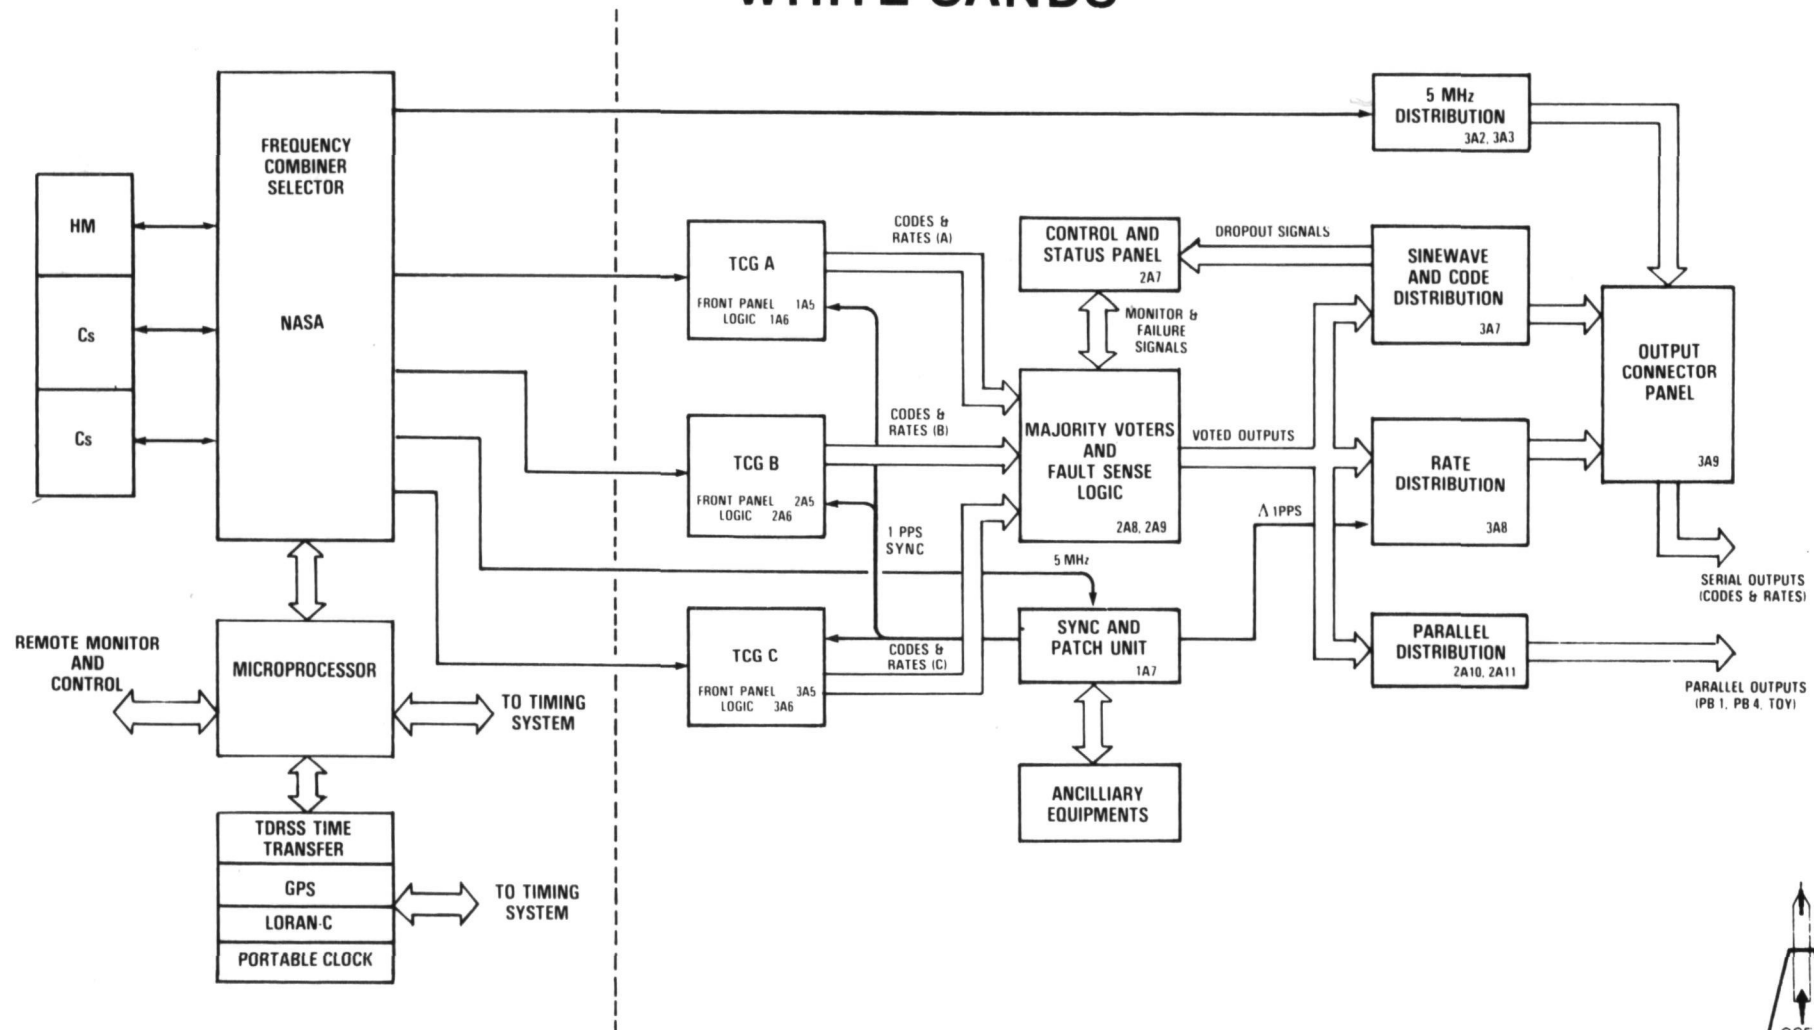 WHITE SANDS
FREQUENCY
COMBINER
SELECTOR
NASA
HM
Cs
Cs
MICROPROCESSOR
REMOTE MONITOR
AND
CONTROL
TO TIMING
SYSTEM
TDRSS TIME
TRANSFER
GPS
LORAN-C
PORTABLE CLOCK
TO TIMING
SYSTEM
TCG A
FRONT PANEL 1A5
LOGIC 1A6
CODES &
RATES (A)
TCG B
FRONT PANEL 2A5
LOGIC 2A6
CODES &
RATES (B)
1 PPS
SYNC
TCG C
FRONT PANEL 3A5
LOGIC 3A6
CODES &
RATES (C)
CONTROL AND
STATUS PANEL
2A7
DROPOUT SIGNALS
MONITOR &
FAILURE
SIGNALS
MAJORITY VOTERS
AND
FAULT SENSE
LOGIC
2A8, 2A9
VOTED OUTPUTS
5 MHz
SYNC AND
PATCH UNIT
1A7
Λ 1PPS
ANCILLIARY
EQUIPMENTS
5 MHz
DISTRIBUTION
3A2, 3A3
SINEWAVE
AND CODE
DISTRIBUTION
3A7
RATE
DISTRIBUTION
3A8
PARALLEL
DISTRIBUTION
2A10, 2A11
OUTPUT
CONNECTOR
PANEL
3A9
SERIAL OUTPUTS
(CODES & RATES)
PARALLEL OUTPUTS
(PB 1, PB 4, TOY)